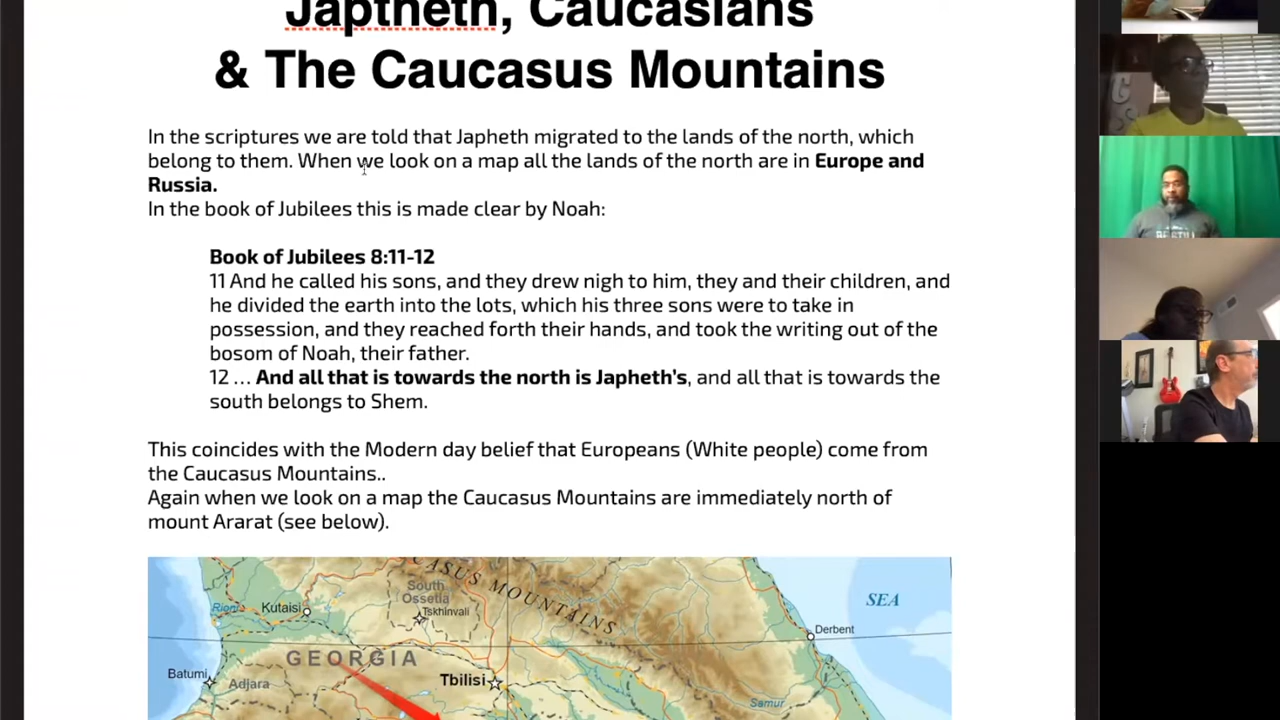 Japtheth, Caucasians
& The Caucasus Mountains
In the scriptures we are told that Japheth migrated to the lands of the north, which
belong to them. When we look on a map all the lands of the north are in Europe and
Russia.
In the book of Jubilees this is made clear by Noah:
Book of Jubilees 8:11-12
11 And he called his sons, and they drew nigh to him, they and their children, and
he divided the earth into the lots, which his three sons were to take in
possession, and they reached forth their hands, and took the writing out of the
bosom of Noah, their father.
12 … And all that is towards the north is Japheth's, and all that is towards the
south belongs to Shem.
This coincides with the Modern day belief that Europeans (White people) come from
the Caucasus Mountains..
Again when we look on a map the Caucasus Mountains are immediately north of
mount Ararat (see below).
CASUS MOUNTAINS
South
Ossetia
Tskhinvali
Rioni
Kutaisi
SEA
Derbent
GEORGIA
Batumi
Adjara
Tbilisi
Samur